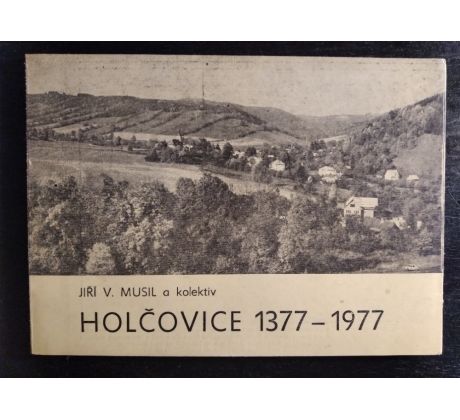 JIŘÍ V. MUSIL a kolektiv
HOLČOVICE 1377–1977